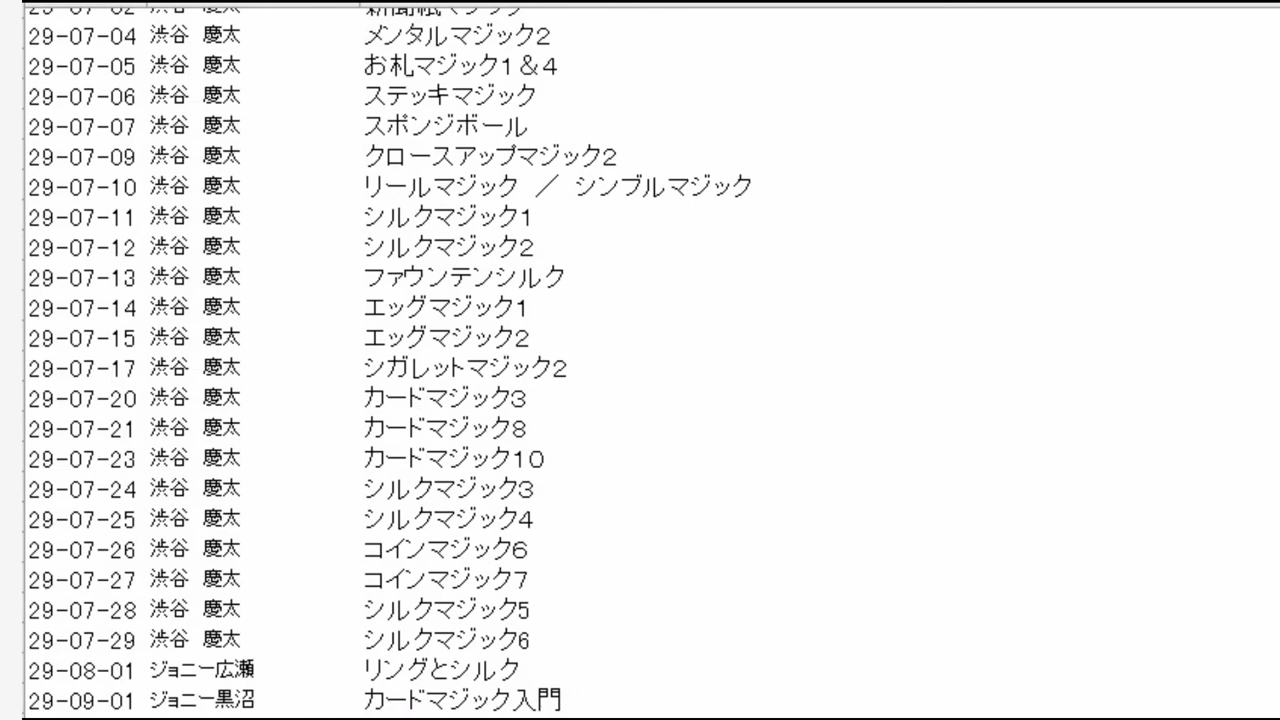 29-07-04 渋谷 慶太 メンタルマジック2
29-07-05 渋谷 慶太 お札マジック1&4
29-07-06 渋谷 慶太 ステッキマジック
29-07-07 渋谷 慶太 スポンジボール
29-07-09 渋谷 慶太 クロースアップマジック2
29-07-10 渋谷 慶太 リールマジック ／ シンブルマジック
29-07-11 渋谷 慶太 シルクマジック1
29-07-12 渋谷 慶太 シルクマジック2
29-07-13 渋谷 慶太 ファウンテンシルク
29-07-14 渋谷 慶太 エッグマジック1
29-07-15 渋谷 慶太 エッグマジック2
29-07-17 渋谷 慶太 シガレットマジック2
29-07-20 渋谷 慶太 カードマジック3
29-07-21 渋谷 慶太 カードマジック8
29-07-23 渋谷 慶太 カードマジック10
29-07-24 渋谷 慶太 シルクマジック3
29-07-25 渋谷 慶太 シルクマジック4
29-07-26 渋谷 慶太 コインマジック6
29-07-27 渋谷 慶太 コインマジック7
29-07-28 渋谷 慶太 シルクマジック5
29-07-29 渋谷 慶太 シルクマジック6
29-08-01 ジョニー広瀬 リングとシルク
29-09-01 ジョニー黒沼 カードマジック入門